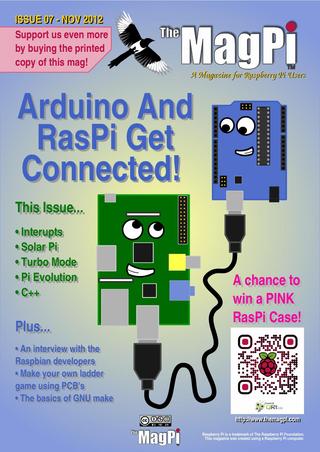 ISSUE 07 - NOV 2012
Support us even more
by buying the printed
copy of this mag!
The MagPi
TM
A Magazine for Raspberry Pi Users
Arduino And
RasPi Get
Connected!
This Issue...
• Interupts
• Solar Pi
• Turbo Mode
• Pi Evolution
• C++
Plus...
• An interview with the
Raspbian developers
• Make your own ladder
game using PCB's
• The basics of GNU make
A chance to
win a PINK
RasPi Case!
http://www.themagpi.com
The MagPi
Raspberry Pi is a trademark of The Raspberry Pi Foundation.
This magazine was created using a Raspberry Pi computer.